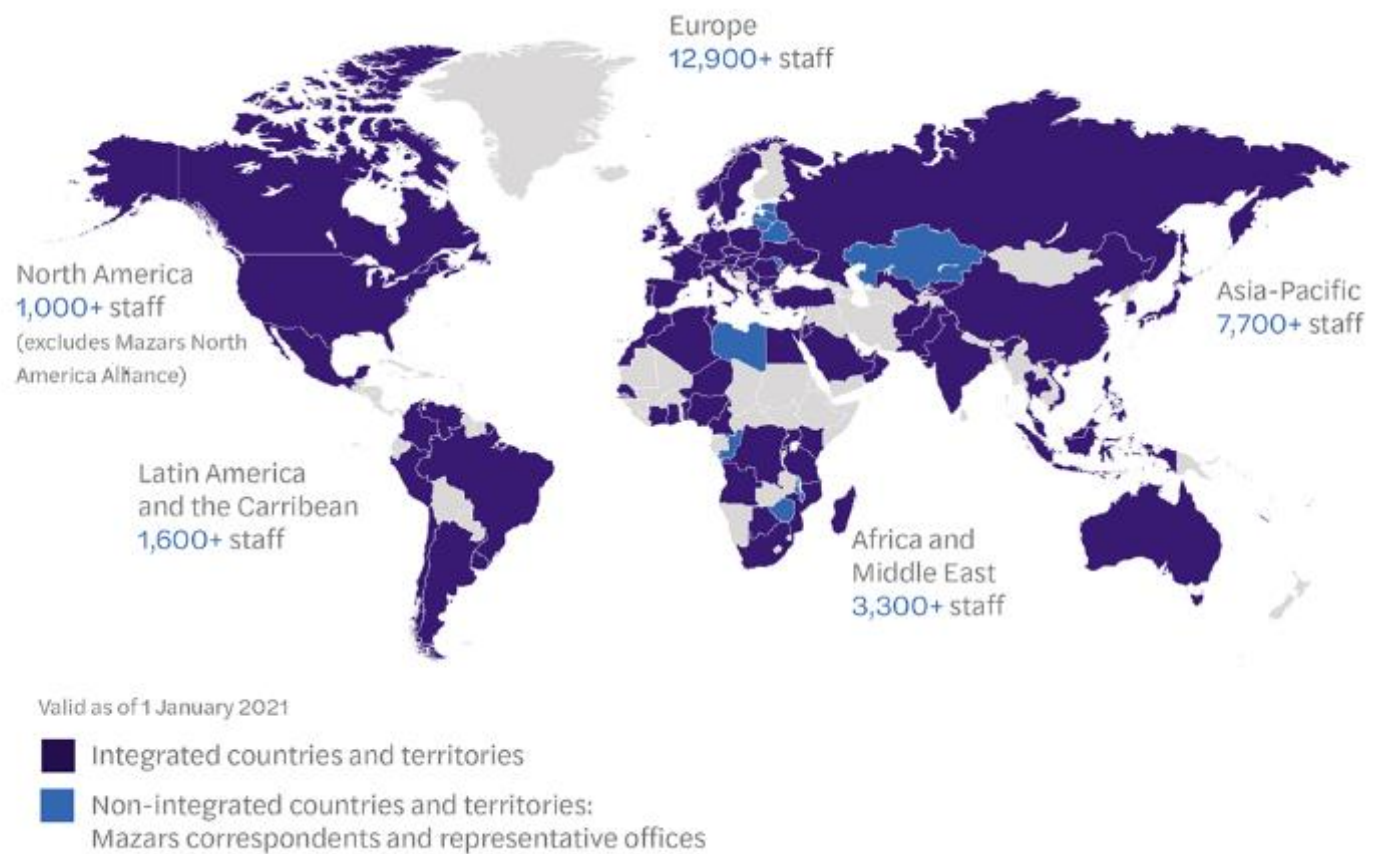 Europe
12,900+ staff
North America
1,000+ staff
(excludes Mazars North
America Alliance)
Asia-Pacific
7,700+ staff
Latin America
and the Carribean
1,600+ staff
Africa and
Middle East
3,300+ staff
Valid as of 1 January 2021
Integrated countries and territories
Non-integrated countries and territories:
Mazars correspondents and representative offices